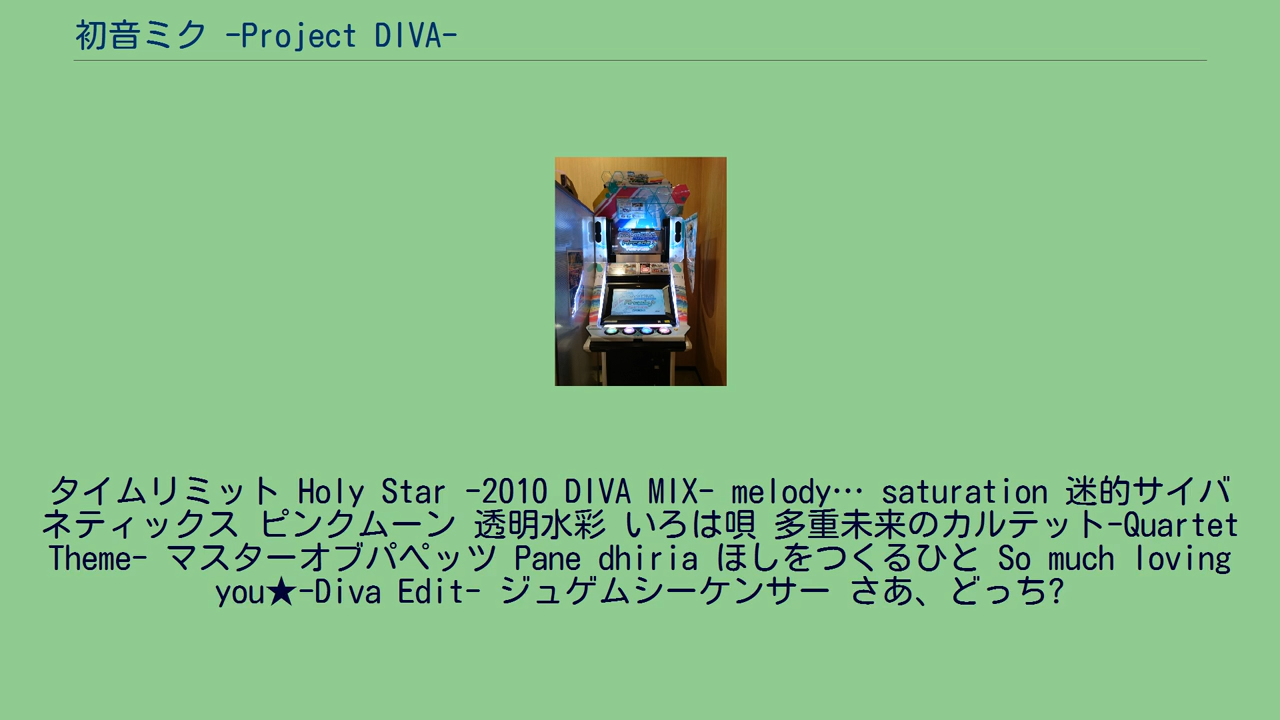 初音ミク -Project DIVA-
タイムリミット Holy Star -2010 DIVA MIX- melody… saturation 迷的サイバ
ネティックス ピンクムーン 透明水彩 いろは唄 多重未来のカルテット-Quartet
Theme- マスターオブパペッツ Pane dhiria ほしをつくるひと So much loving
you★-Diva Edit- ジュゲムシーケンサー さあ、どっち?